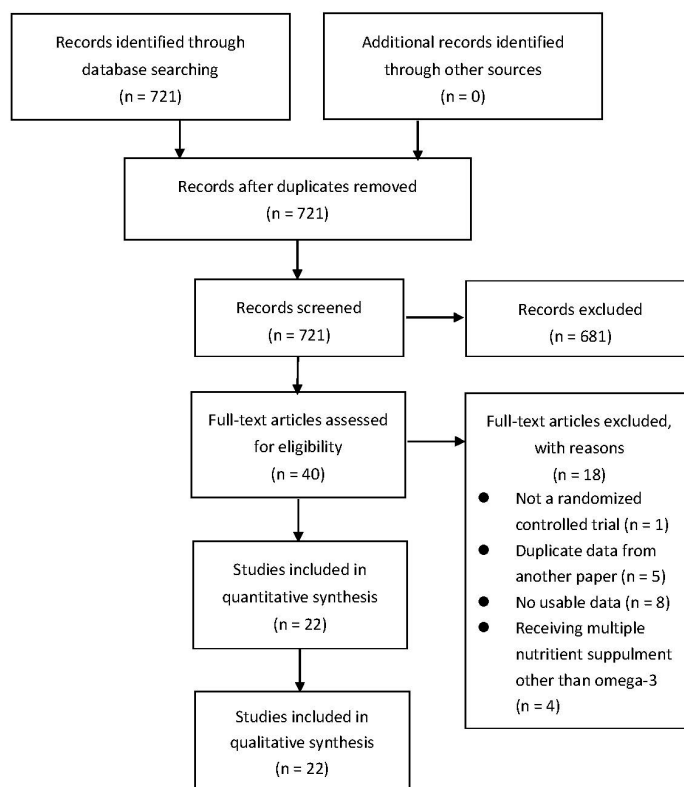 Records identified through
database searching
(n = 721)
Additional records identified
through other sources
(n = 0)
Records after duplicates removed
(n = 721)
Records screened
(n = 721)
Records excluded
(n = 681)
Full-text articles assessed
for eligibility
(n = 40)
Full-text articles excluded,
with reasons
(n = 18)
● Not a randomized
controlled trial (n = 1)
● Duplicate data from
another paper (n = 5)
● No usable data (n = 8)
● Receiving multiple
nutritient suppulment
other than omega-3
(n = 4)
Studies included in
quantitative synthesis
(n = 22)
Studies included in
qualitative synthesis
(n = 22)